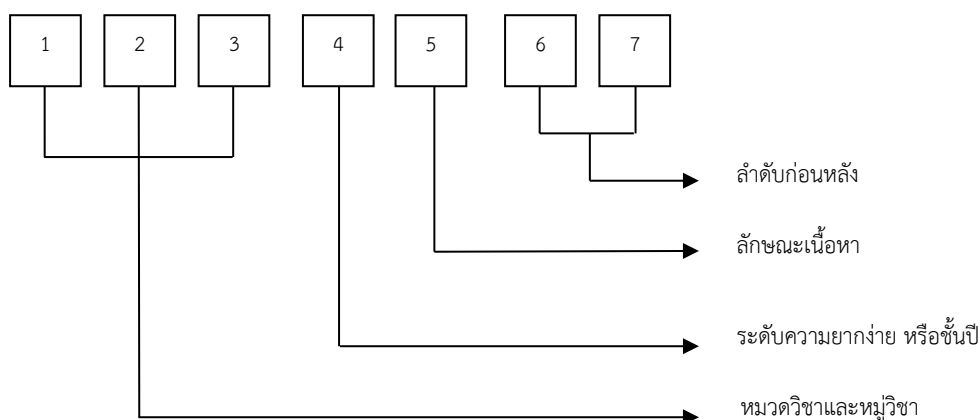 1 2 3 4 5 6 7
ลำดับก่อนหลัง
ลักษณะเนื้อหา
ระดับความยากง่าย หรือชั้นปี
หมวดวิชาและหมู่วิชา